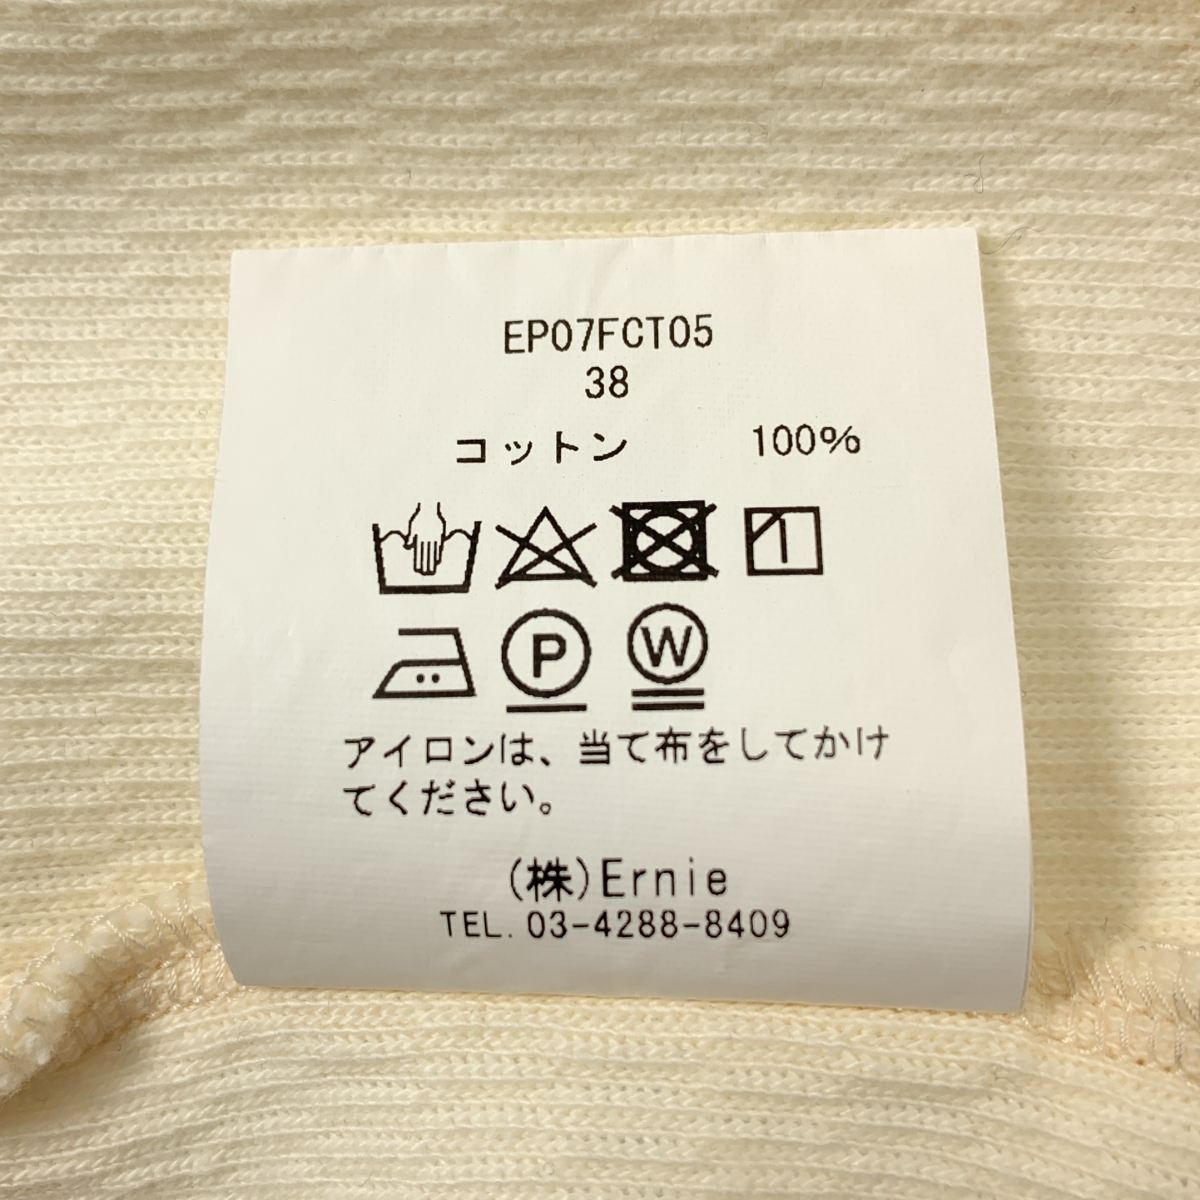 EP07FCT05
38
コットン 100%
P W
アイロンは、当て布をしてかけ
てください。
(株)Ernie
TEL. 03-4288-8409